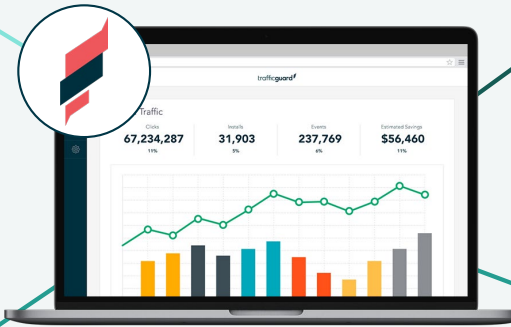 trafficguard
Traffic
Clicks
Installs
Events
Estimated Savings
67,234,287
31,903
237,769
$56,460
11%
5%
6%
11%